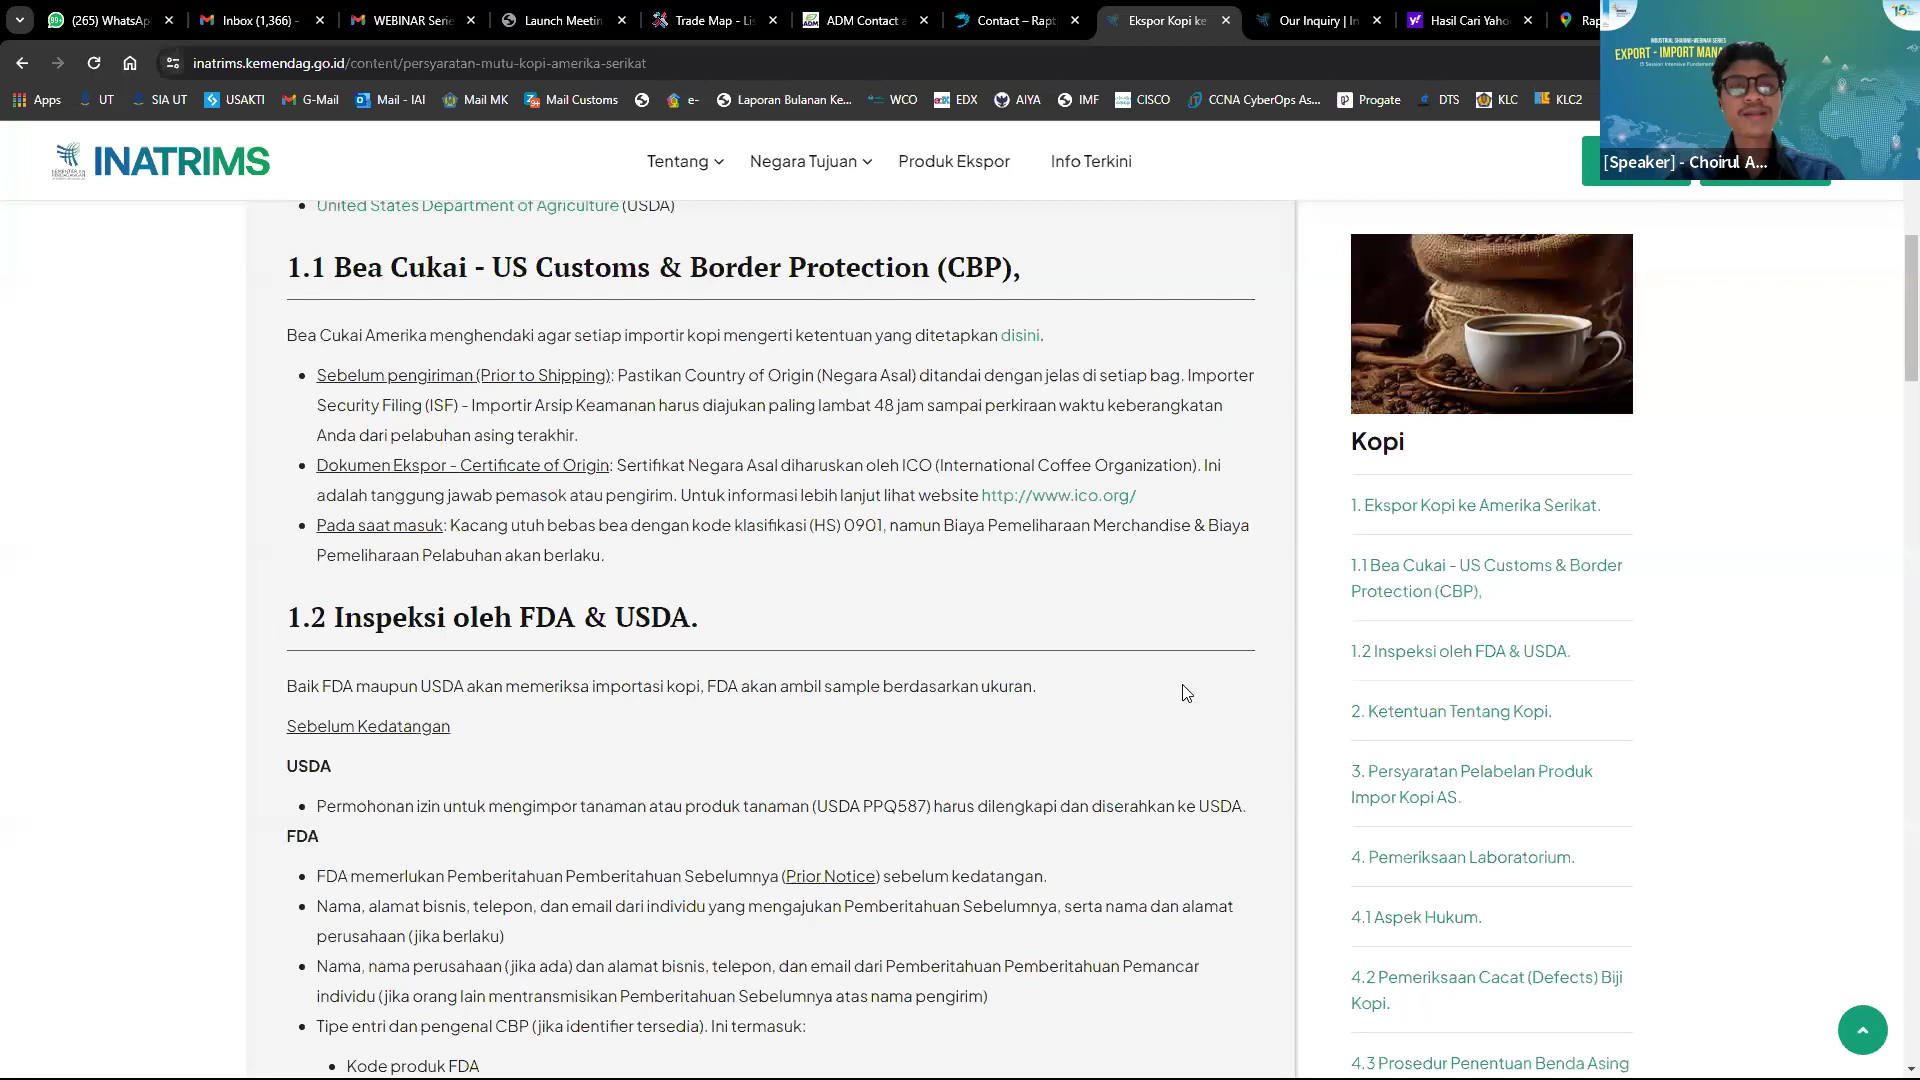 (265) WhatsAp
Inbox (1,366) -
WEBINAR Serie
Launch Meetin
Trade Map - Lis
ADM Contact a
Contact – Rapt
Ekspor Kopi ke
Our Inquiry | In
Hasil Cari Yaho
Rap
inatrims.kemendag.go.id/content/persyaratan-mutu-kopi-amerika-serikat
Apps
UT
SIA UT
USAKTI
G-Mail
Mail - IAI
Mail MK
Mail Customs
e-
Laporan Bulanan Ke...
WCO
EDX
AIYA
IMF
CISCO
CCNA CyberOps As...
Progate
DTS
KLC
KLC2
INDUSTRIAL SHARING-WEBINAR SERIES
EXPORT - IMPORT MANA
[Speaker] - Choirul A...
INATRIMS
Tentang
Negara Tujuan
Produk Ekspor
Info Terkini
United States Department of Agriculture (USDA)
1.1 Bea Cukai - US Customs & Border Protection (CBP),
Bea Cukai Amerika menghendaki agar setiap importir kopi mengerti ketentuan yang ditetapkan disini.
Sebelum pengiriman (Prior to Shipping): Pastikan Country of Origin (Negara Asal) ditandai dengan jelas di setiap bag. Importer
Security Filing (ISF) - Importir Arsip Keamanan harus diajukan paling lambat 48 jam sampai perkiraan waktu keberangkatan
Anda dari pelabuhan asing terakhir.
Dokumen Ekspor - Certificate of Origin: Sertifikat Negara Asal diharuskan oleh ICO (International Coffee Organization). Ini
adalah tanggung jawab pemasok atau pengirim. Untuk informasi lebih lanjut lihat website http://www.ico.org/
Pada saat masuk: Kacang utuh bebas bea dengan kode klasifikasi (HS) 0901, namun Biaya Pemeliharaan Merchandise & Biaya
Pemeliharaan Pelabuhan akan berlaku.
1.2 Inspeksi oleh FDA & USDA.
Baik FDA maupun USDA akan memeriksa importasi kopi, FDA akan ambil sample berdasarkan ukuran.
Sebelum Kedatangan
USDA
Permohonan izin untuk mengimpor tanaman atau produk tanaman (USDA PPQ587) harus dilengkapi dan diserahkan ke USDA.
FDA
FDA memerlukan Pemberitahuan Pemberitahuan Sebelumnya (Prior Notice) sebelum kedatangan.
Nama, alamat bisnis, telepon, dan email dari individu yang mengajukan Pemberitahuan Sebelumnya, serta nama dan alamat
perusahaan (jika berlaku)
Nama, nama perusahaan (jika ada) dan alamat bisnis, telepon, dan email dari Pemberitahuan Pemberitahuan Pemancar
individu (jika orang lain mentransmisikan Pemberitahuan Sebelumnya atas nama pengirim)
Tipe entri dan pengenal CBP (jika identifier tersedia). Ini termasuk:
Kode produk FDA
Kopi
1. Ekspor Kopi ke Amerika Serikat.
1.1 Bea Cukai - US Customs & Border
Protection (CBP),
1.2 Inspeksi oleh FDA & USDA.
2. Ketentuan Tentang Kopi.
3. Persyaratan Pelabelan Produk
Impor Kopi AS.
4. Pemeriksaan Laboratorium.
4.1 Aspek Hukum.
4.2 Pemeriksaan Cacat (Defects) Biji
Kopi.
4.3 Prosedur Penentuan Benda Asing